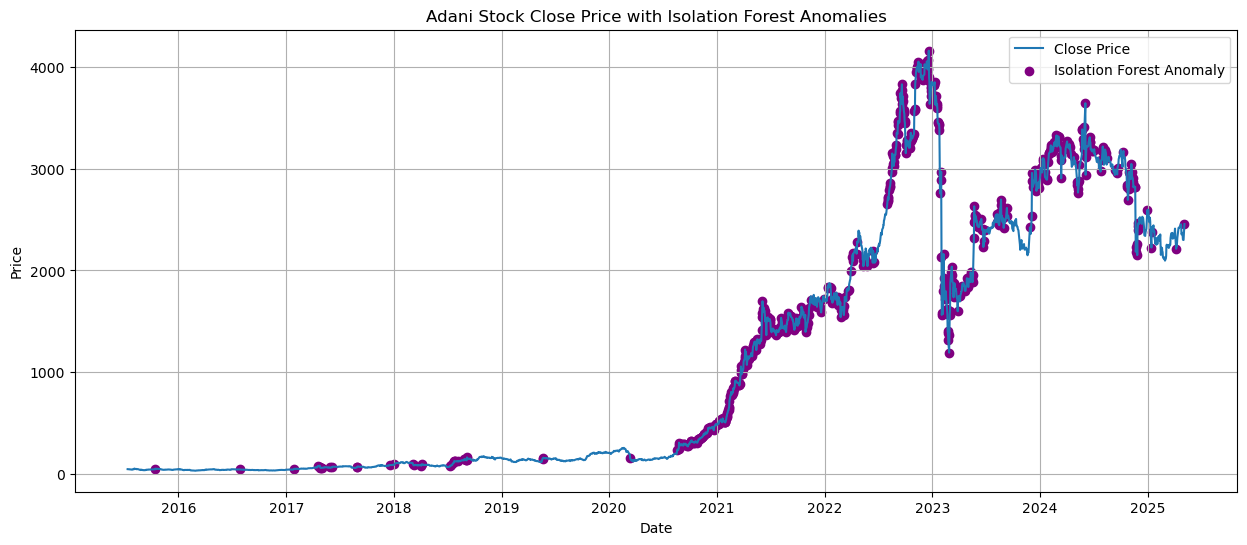 Adani Stock Close Price with Isolation Forest Anomalies
Close Price
Isolation Forest Anomaly
Price
4000
3000
2000
1000
0
2016 2017 2018 2019 2020 2021 2022 2023 2024 2025
Date